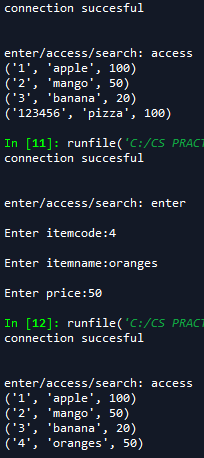 connection succesful
enter/access/search: access
('1', 'apple', 100)
('2', 'mango', 50)
('3', 'banana', 20)
('123456', 'pizza', 100)
In [11]: runfile('C:/CS PRACT
connection succesful
enter/access/search: enter
Enter itemcode:4
Enter itemname:oranges
Enter price:50
In [12]: runfile('C:/CS PRACT
connection succesful
enter/access/search: access
('1', 'apple', 100)
('2', 'mango', 50)
('3', 'banana', 20)
('4', 'oranges', 50)